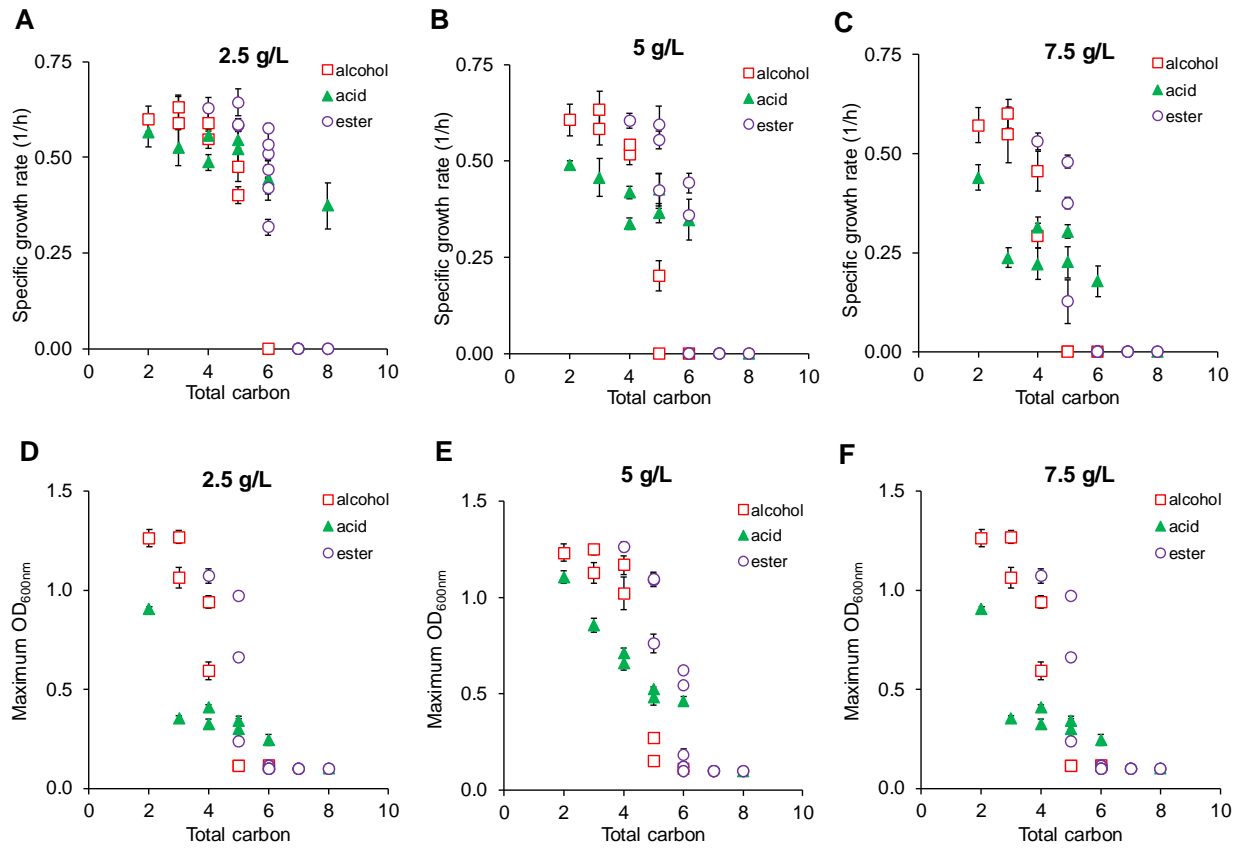 A
2.5 g/L
alcohol
acid
ester
Specific growth rate (1/h)
0.75
0.50
0.25
0.00
0 2 4 6 8 10
Total carbon
B
5 g/L
alcohol
acid
ester
Specific growth rate (1/h)
0.75
0.50
0.25
0.00
0 2 4 6 8 10
Total carbon
C
7.5 g/L
alcohol
acid
ester
Specific growth rate (1/h)
0.75
0.50
0.25
0.00
0 2 4 6 8 10
Total carbon
D
2.5 g/L
alcohol
acid
ester
Maximum OD600nm
1.5
1.0
0.5
0.0
0 2 4 6 8 10
Total carbon
E
5 g/L
alcohol
acid
ester
Maximum OD600nm
1.5
1.0
0.5
0.0
0 2 4 6 8 10
Total carbon
F
7.5 g/L
alcohol
acid
ester
Maximum OD600nm
1.5
1.0
0.5
0.0
0 2 4 6 8 10
Total carbon